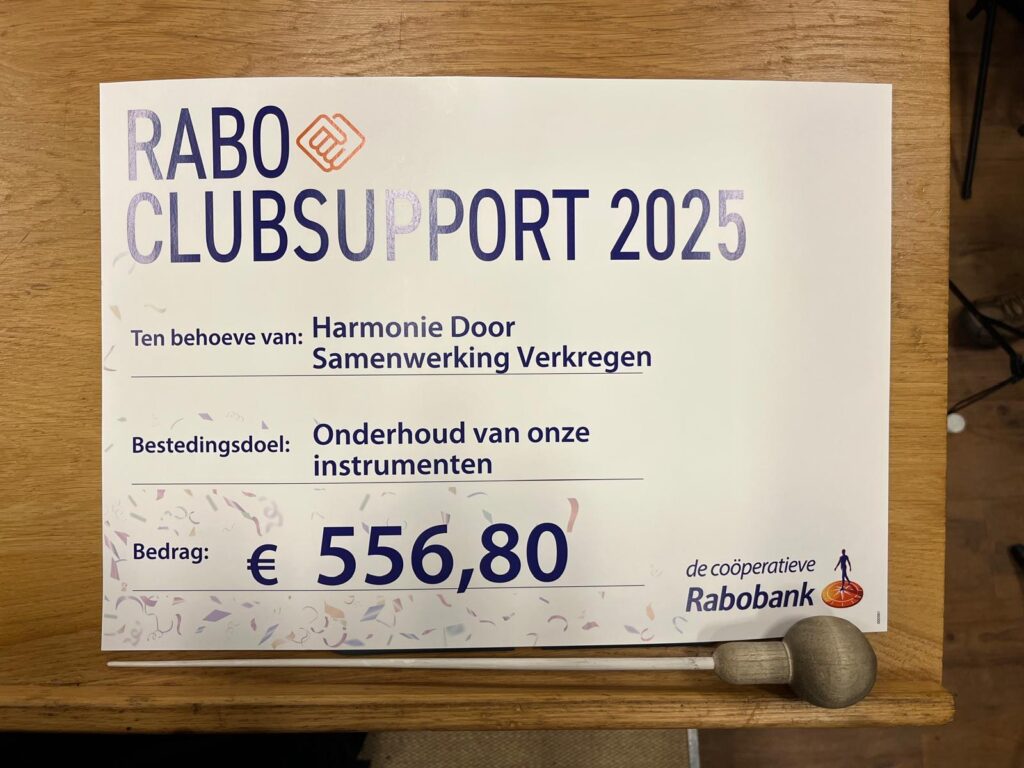 RABO
CLUBSUPPORT 2025
Ten behoeve van: Harmonie Door
Samenwerking Verkregen
Bestedingsdoel: Onderhoud van onze
instrumenten
Bedrag: € 556,80
de coöperatieve
Rabobank